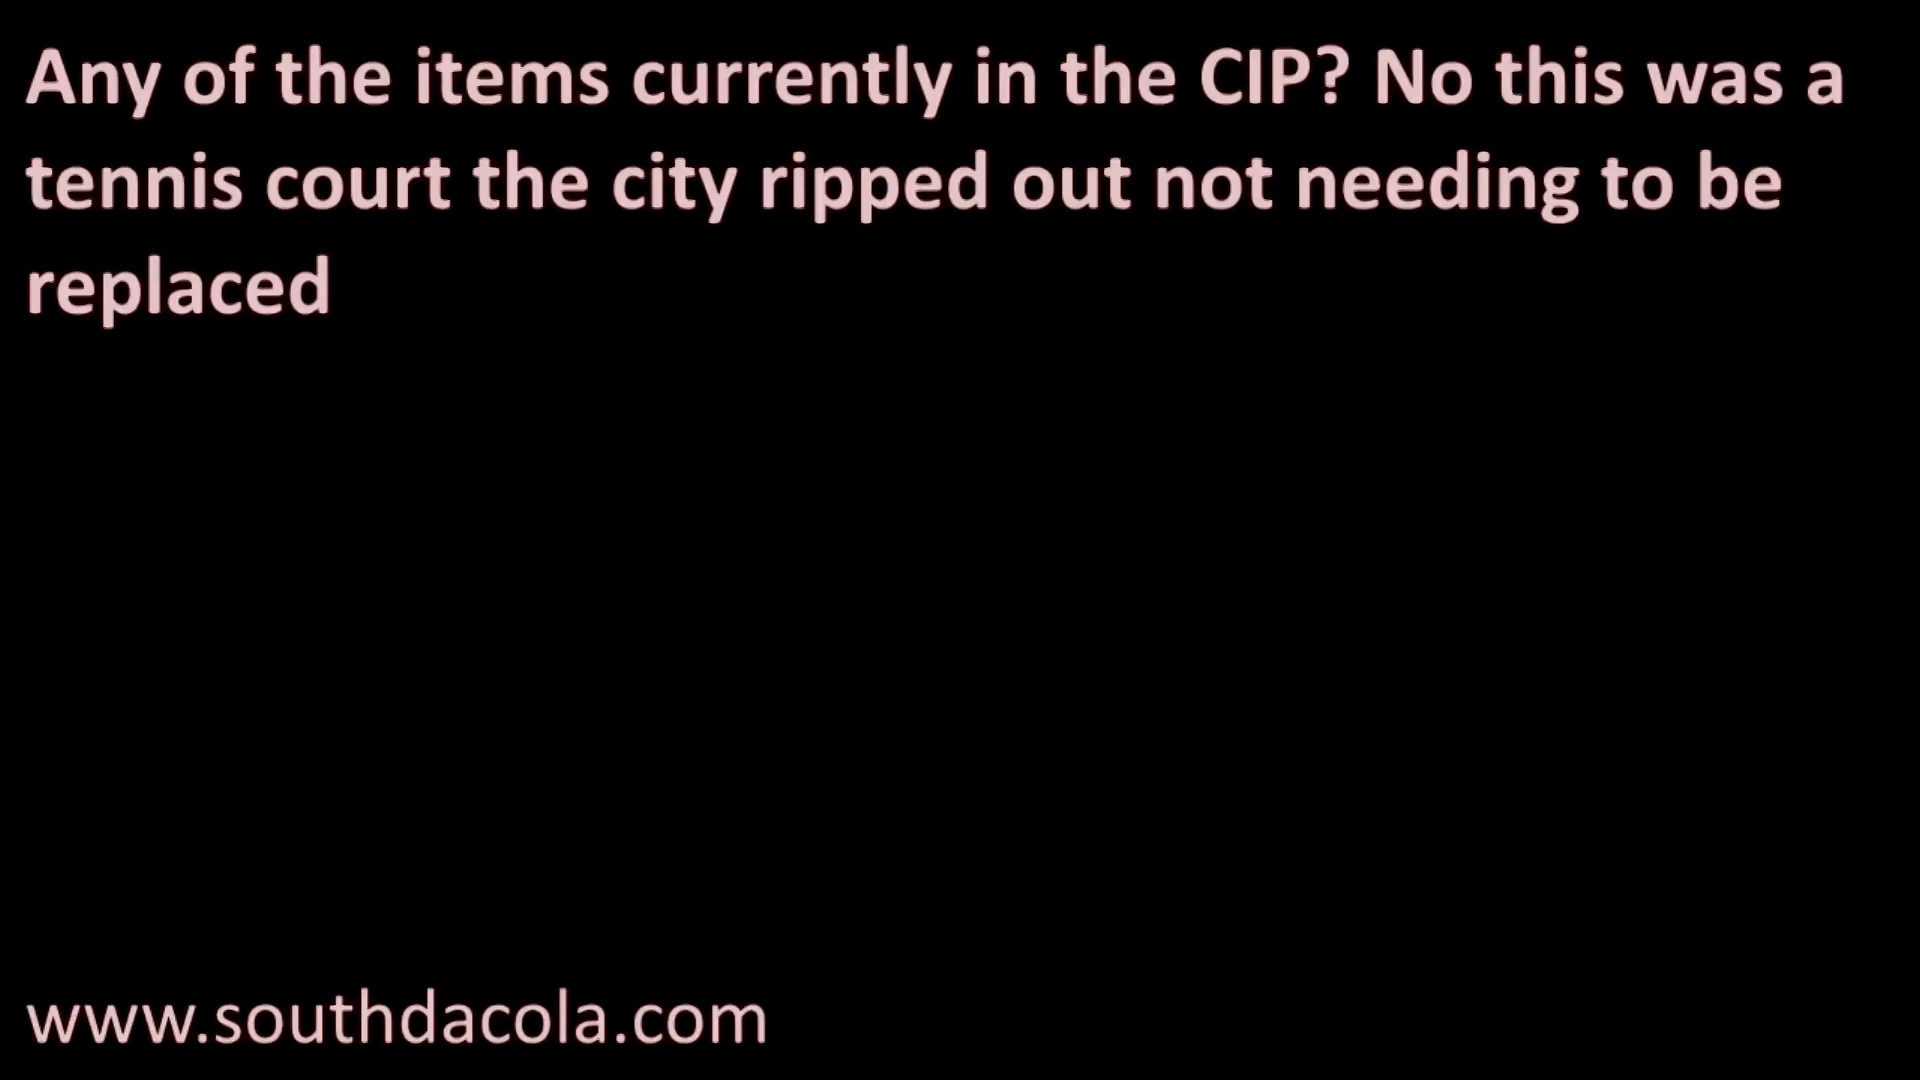 Any of the items currently in the CIP? No this was a
tennis court the city ripped out not needing to be
replaced
www.southdacola.com